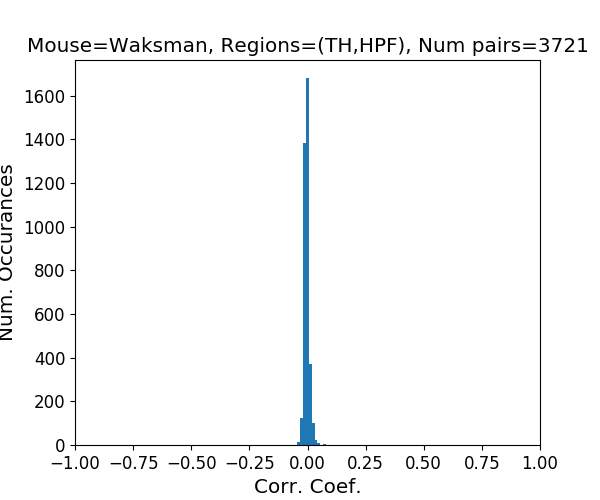 Mouse=Waksman, Regions=(TH,HPF), Num pairs=3721
Num. Occurances
1600
1400
1200
1000
800
600
400
200
0
−1.00 −0.75 −0.50 −0.25 0.00 0.25 0.50 0.75 1.00
Corr. Coef.